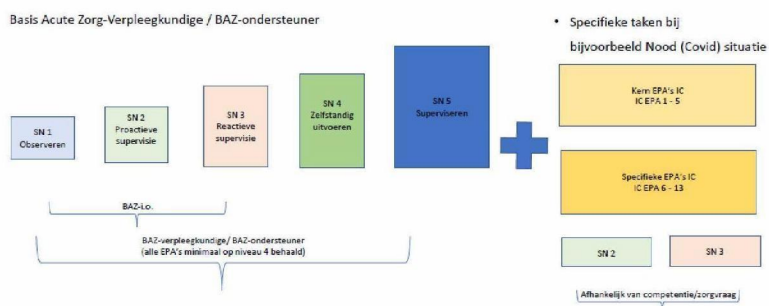 Basis Acute Zorg-Verpleegkundige / BAZ-ondersteuner
• Specifieke taken bij
bijvoorbeeld Nood (Covid) situatie
SN 1
Observeren
SN 2
Proactieve
supervisie
SN 3
Reactieve
supervisie
SN 4
Zelfstandig
uitvoeren
SN 5
Superviseren
Kern EPA's IC
IC EPA 1 - 5
Specifieke EPA's IC
IC EPA 6 - 13
SN 2
SN 3
BAZ-i.o.
BAZ-verpleegkundige/ BAZ-ondersteuner
(alle EPA's minimaal op niveau 4 behaald)
Afhankelijk van competentie/zorgvraag